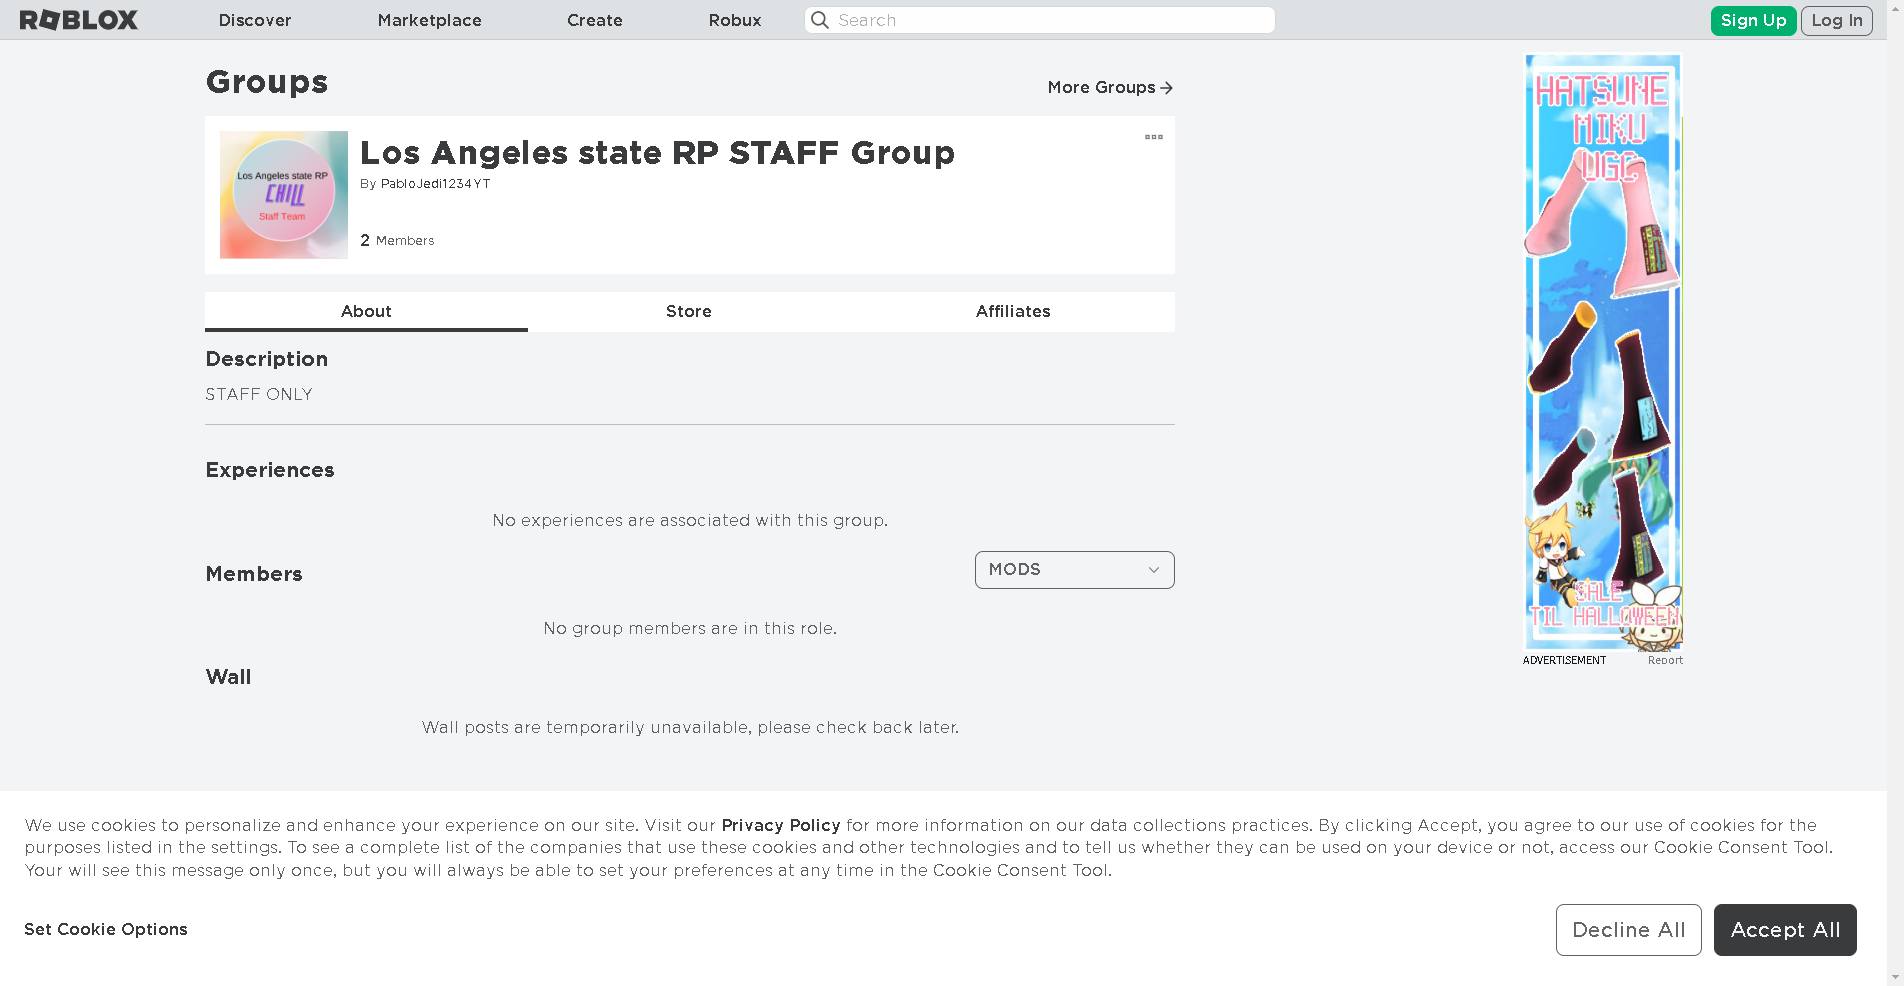 ROBLOX Discover Marketplace Create Robux Search Sign Up Log In
Groups
More Groups
Los Angeles state RP
CHILL
Staff Team
Los Angeles state RP STAFF Group
By PabloJedi1234YT
2 Members
About Store Affiliates
Description
STAFF ONLY
Experiences
No experiences are associated with this group.
Members
MODS
No group members are in this role.
Wall
Wall posts are temporarily unavailable, please check back later.
HATSUNE
MIKU
UGC
SALE
TIL HALLOWEEN
ADVERTISEMENT Report
We use cookies to personalize and enhance your experience on our site. Visit our Privacy Policy for more information on our data collections practices. By clicking Accept, you agree to our use of cookies for the
purposes listed in the settings. To see a complete list of the companies that use these cookies and other technologies and to tell us whether they can be used on your device or not, access our Cookie Consent Tool.
Your will see this message only once, but you will always be able to set your preferences at any time in the Cookie Consent Tool.
Set Cookie Options
Decline All
Accept All